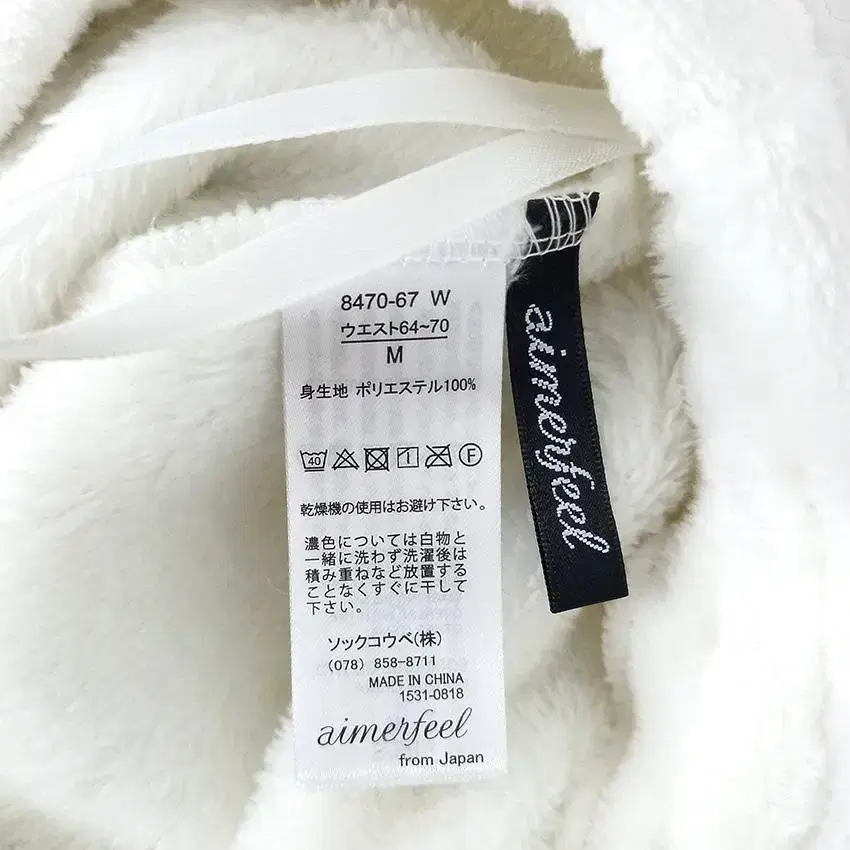 8470-67 W
ウエスト64~70
M
身生地 ポリエステル100%
40
F
乾燥機の使用はお避け下さい。
濃色については白物と
一緒に洗わず洗濯後は
積み重ねなど放置する
ことなくすぐに干して
下さい。
ソックコウベ(株)
(078) 858-8711
MADE IN CHINA
1531-0818
aimerfeel
from Japan
aimerfeel